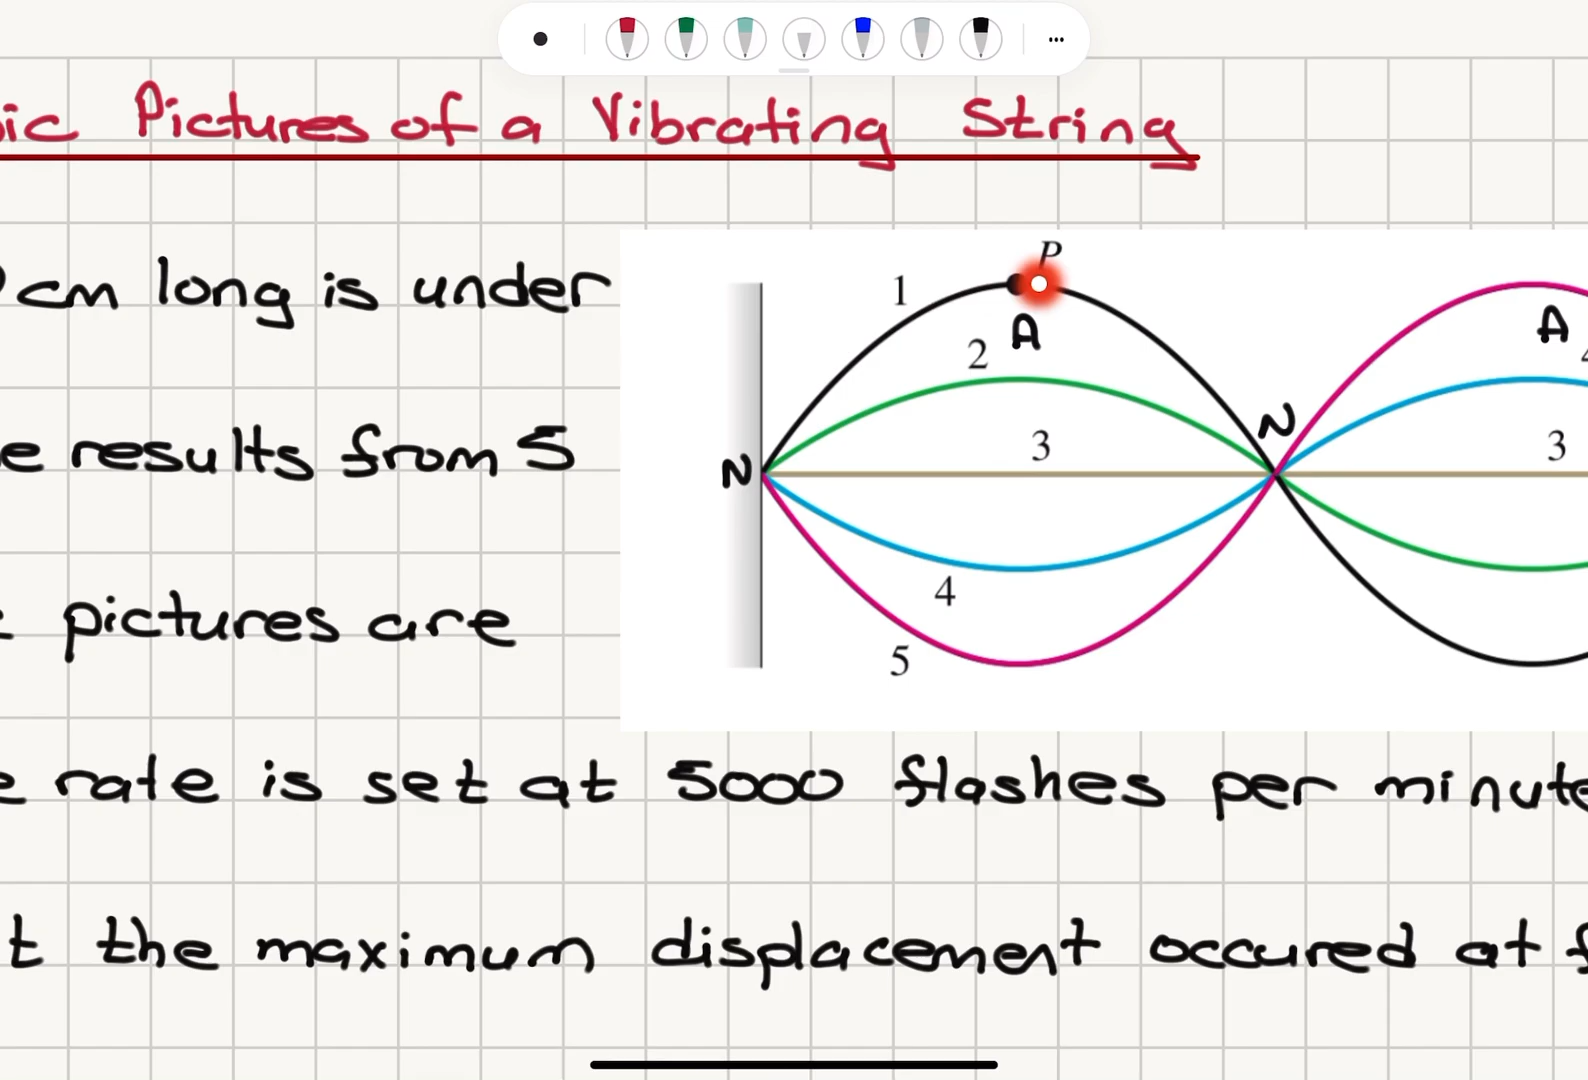 ic Pictures of a Vibrating String
cm long is under
P
1
A
A
2
N
3
3
N
e results from 5
4
pictures are
5
e rate is set at 5000 flashes per minute
t the maximum displacement occured at f